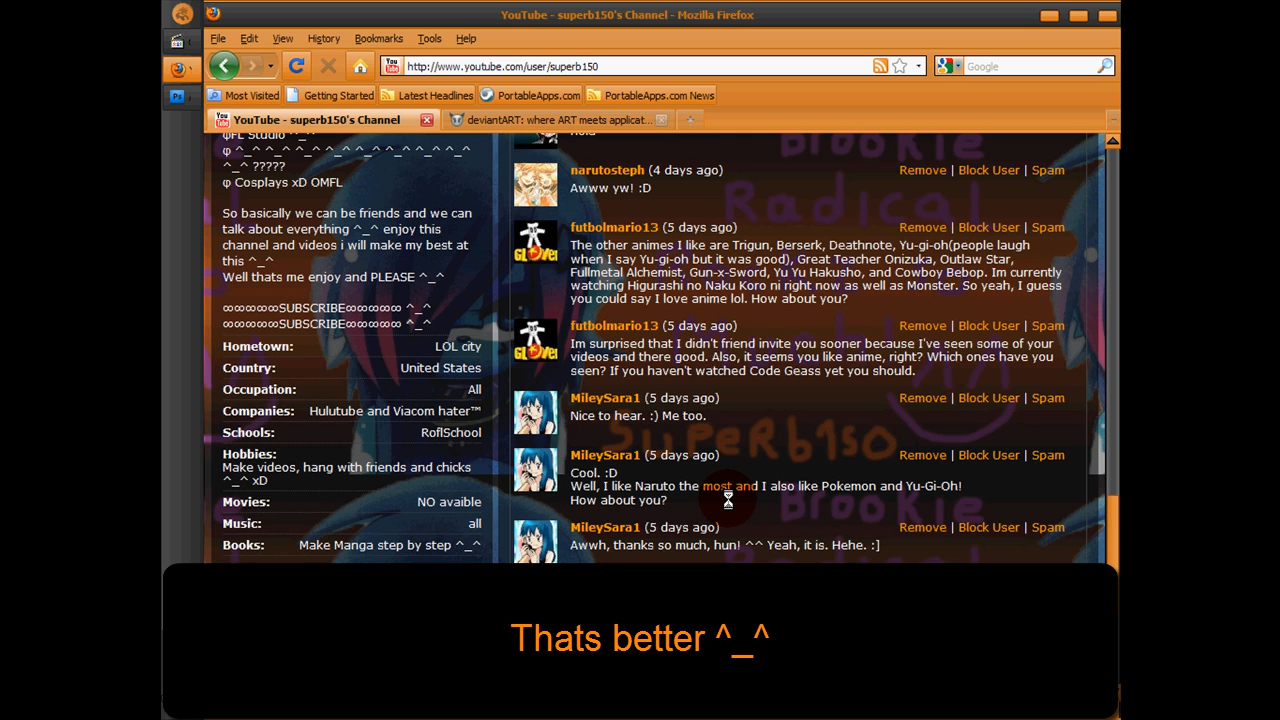 YouTube - superb150's Channel - Mozilla Firefox
File Edit View History Bookmarks Tools Help
http://www.youtube.com/user/superb150
Google
Most Visited Getting Started Latest Headlines PortableApps.com PortableApps.com News
YouTube - superb150's Channel
deviantART: where ART meets applicat...
φFL Studio ^_^
φ ^_^ ^_^ ^_^ ^_^ ^_^ ^_^ ^_^
^_^ ?????
φ Cosplays xD OMFL
So basically we can be friends and we can
talk about everything ^_^ enjoy this
channel and videos i will make my best at
this ^_^
Well thats me enjoy and PLEASE ^_^
∞∞∞∞∞SUBSCRIBE∞∞∞∞∞ ^_^
∞∞∞∞∞SUBSCRIBE∞∞∞∞∞ ^_^
Hometown: LOL city
Country: United States
Occupation: All
Companies: Hulutube and Viacom hater™
Schools: RoflSchool
Hobbies:
Make videos, hang with friends and chicks
^_^ xD
Movies: NO avaible
Music: all
Books: Make Manga step by step ^_^
narutosteph (4 days ago) Remove | Block User | Spam
Awww yw! :D
futbolmario13 (5 days ago) Remove | Block User | Spam
The other animes I like are Trigun, Berserk, Deathnote, Yu-gi-oh(people laugh
when I say Yu-gi-oh but it was good), Great Teacher Onizuka, Outlaw Star,
Fullmetal Alchemist, Gun-x-Sword, Yu Yu Hakusho, and Cowboy Bebop. Im currently
watching Higurashi no Naku Koro ni right now as well as Monster. So yeah, I guess
you could say I love anime lol. How about you?
futbolmario13 (5 days ago) Remove | Block User | Spam
Im surprised that I didn't friend invite you sooner because I've seen some of your
videos and there good. Also, it seems you like anime, right? Which ones have you
seen? If you haven't watched Code Geass yet you should.
MileySara1 (5 days ago) Remove | Block User | Spam
Nice to hear. :) Me too.
MileySara1 (5 days ago) Remove | Block User | Spam
Cool. :D
Well, I like Naruto the most and I also like Pokemon and Yu-Gi-Oh!
How about you?
MileySara1 (5 days ago) Remove | Block User | Spam
Awwh, thanks so much, hun! ^^ Yeah, it is. Hehe. :]
Brookie
Radical
Superb150
Brookie
Thats better ^_^